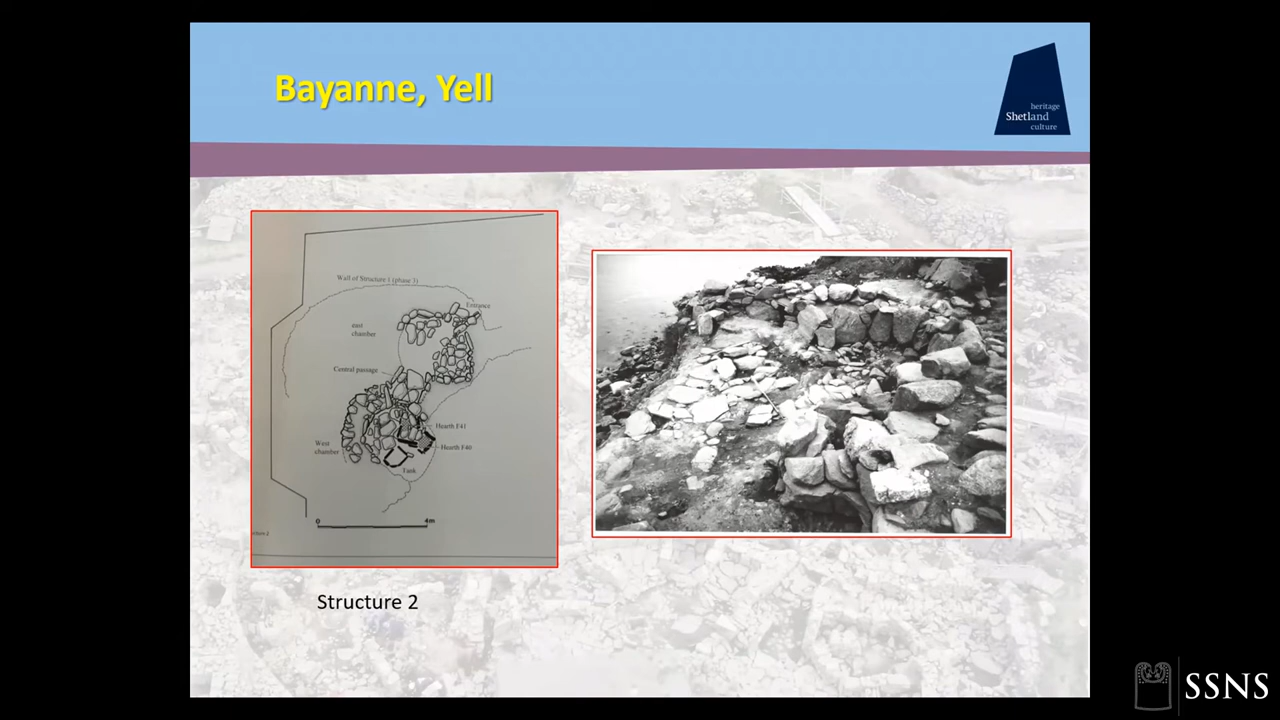 Bayanne, Yell
heritage
Shetland
culture
Wall of Structure 1 (phase 3)
Entrance
east
chamber
Central passage
Hearth F41
West
chamber
Hearth F40
Tank
0
4m
Structure 2
SSNS